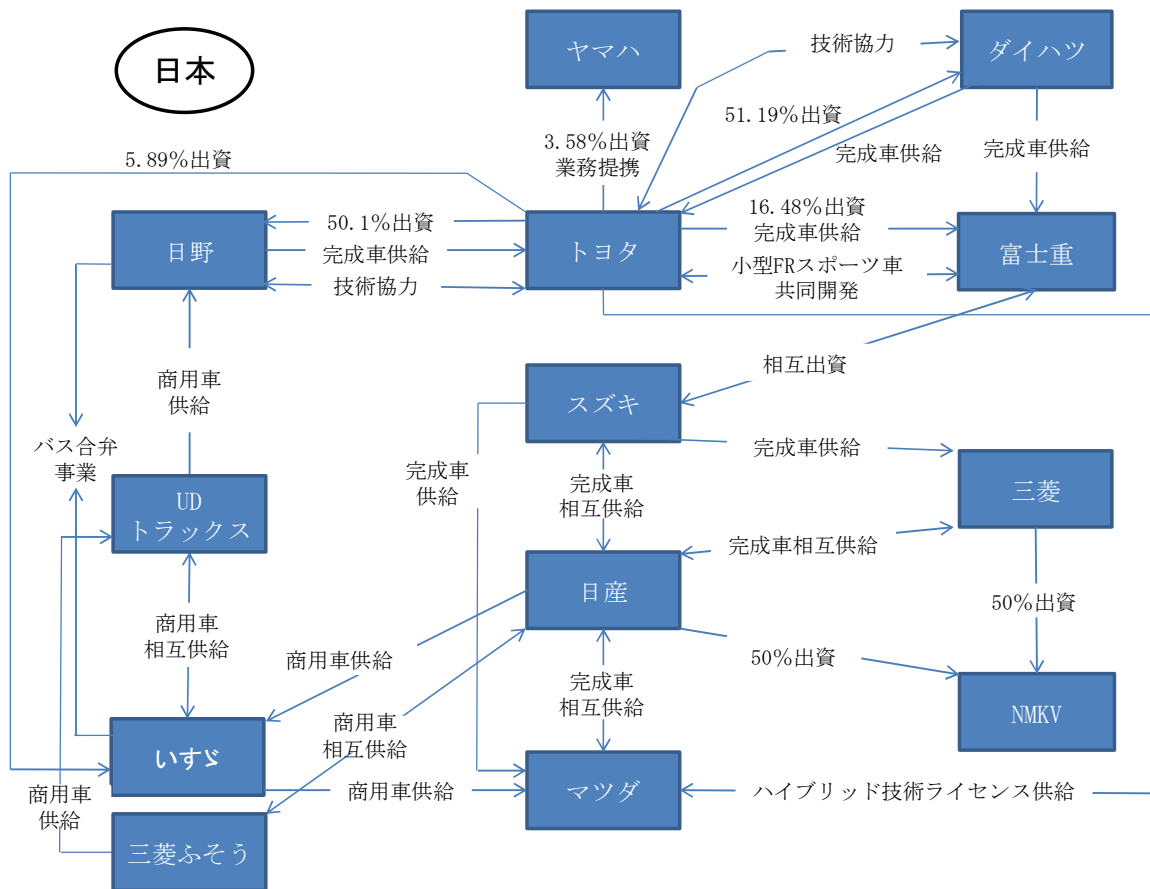 日本
ヤマハ
技術協力
ダイハツ
51.19%出資
5.89%出資
3.58%出資
業務提携
完成車供給
完成車供給
日野
50.1%出資
完成車供給
技術協力
トヨタ
16.48%出資
完成車供給
小型FRスポーツ車
共同開発
富士重
商用車
供給
相互出資
スズキ
バス合弁
事業
完成車
供給
完成車供給
UD
トラックス
完成車
相互供給
三菱
完成車相互供給
日産
50%出資
商用車
相互供給
商用車供給
50%出資
完成車
相互供給
NMKV
いすゞ
商用車
相互供給
商用車
供給
商用車供給
マツダ
ハイブリッド技術ライセンス供給
三菱ふそう